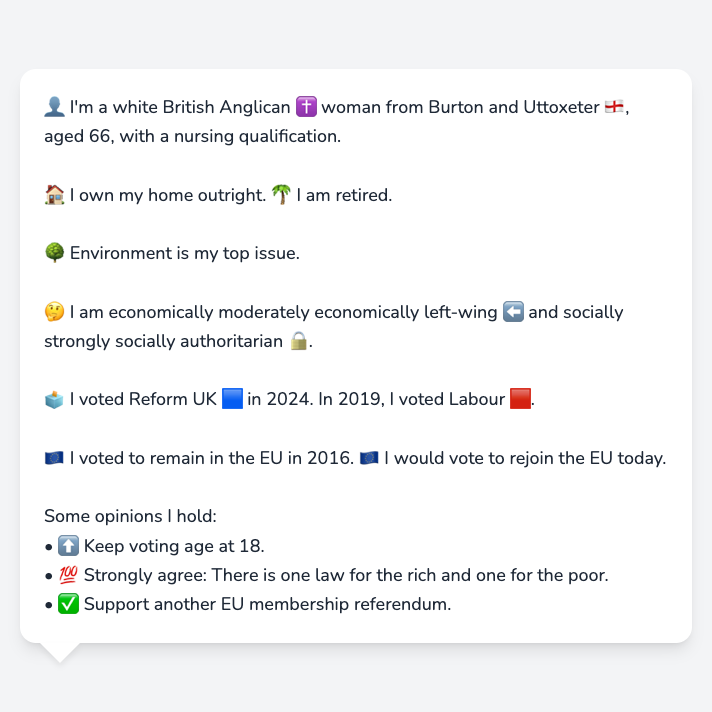 👤 I'm a white British Anglican ✝️ woman from Burton and Uttoxeter 🏴󠁧󠁢󠁥󠁮󠁧󠁿,
aged 66, with a nursing qualification.
🏠 I own my home outright. 🌴 I am retired.
🌳 Environment is my top issue.
🤔 I am economically moderately economically left-wing ⬅️ and socially
strongly socially authoritarian 🔒.
🗳️ I voted Reform UK 🟦 in 2024. In 2019, I voted Labour 🟥.
🇪🇺 I voted to remain in the EU in 2016. 🇪🇺 I would vote to rejoin the EU today.
Some opinions I hold:
• ⬆️ Keep voting age at 18.
• 💯 Strongly agree: There is one law for the rich and one for the poor.
• ✅ Support another EU membership referendum.